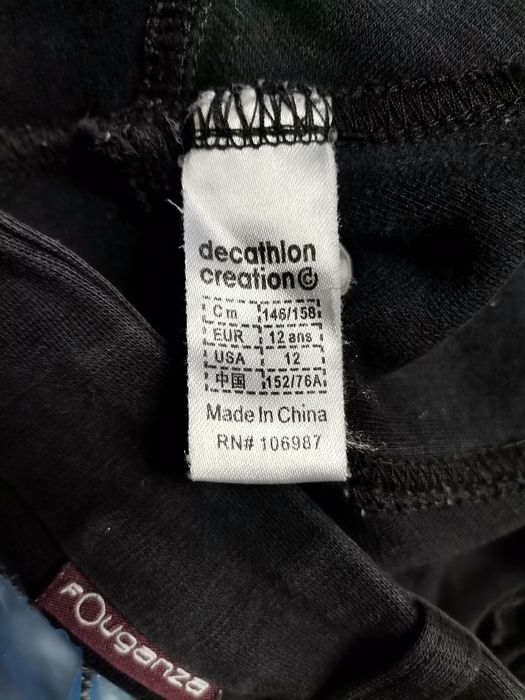 decathlon
creation ©
Cm 146/158
EUR 12 ans
USA 12
中国 152/76A
Made In China
RN# 106987
FOuganza